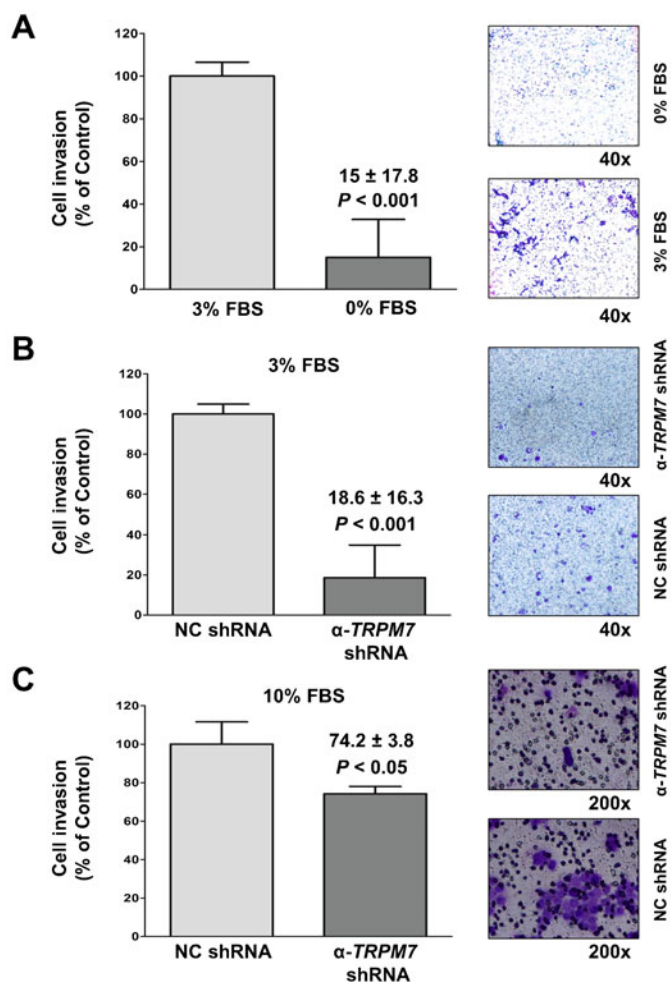 A
Cell invasion
(% of Control)
120
100
80
60
40
20
0
15 ± 17.8
P < 0.001
3% FBS
0% FBS
0% FBS
40x
3% FBS
40x
B
3% FBS
Cell invasion
(% of Control)
120
100
80
60
40
20
0
18.6 ± 16.3
P < 0.001
NC shRNA
α-TRPM7
shRNA
α-TRPM7 shRNA
40x
NC shRNA
40x
C
10% FBS
Cell invasion
(% of Control)
120
100
80
60
40
20
0
74.2 ± 3.8
P < 0.05
NC shRNA
α-TRPM7
shRNA
α-TRPM7 shRNA
200x
NC shRNA
200x